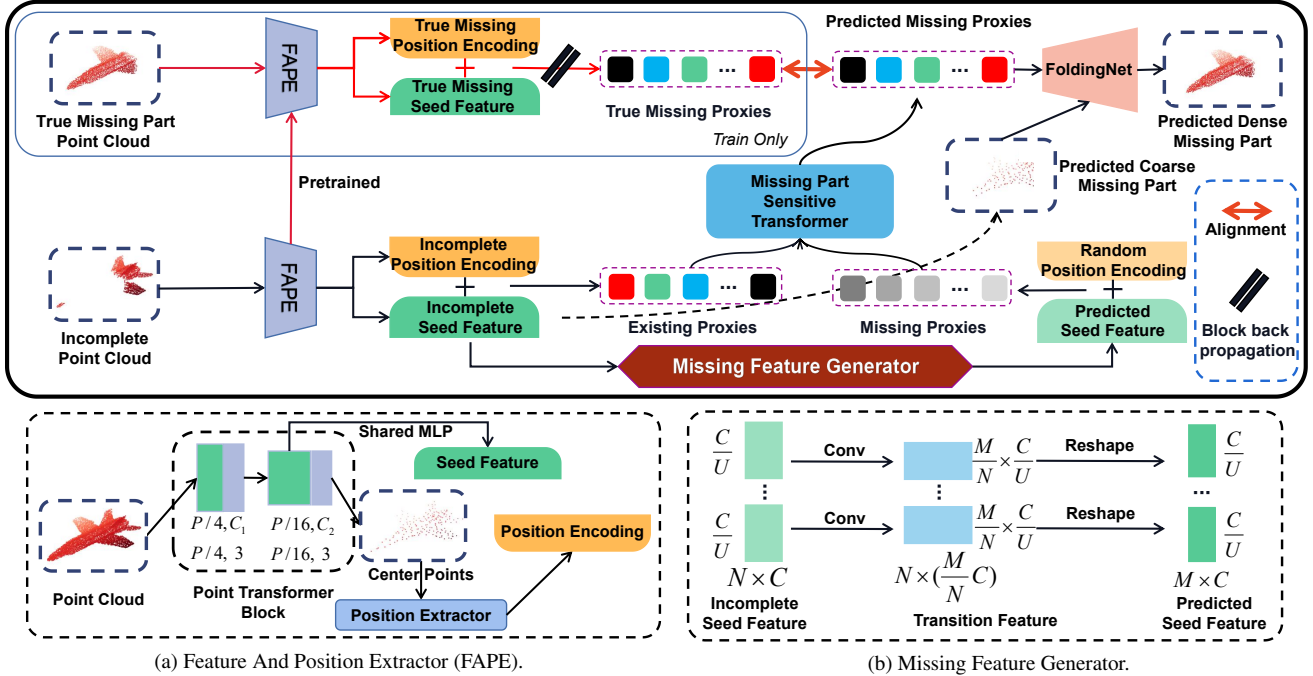 True Missing Part
Point Cloud
FAPE
True Missing
Position Encoding
+
True Missing
Seed Feature
...
True Missing Proxies
Train Only
Predicted Missing Proxies
...
FoldingNet
Predicted Dense
Missing Part
Predicted Coarse
Missing Part
Pretrained
Missing Part
Sensitive
Transformer
Incomplete
Point Cloud
FAPE
Incomplete
Position Encoding
+
Incomplete
Seed Feature
...
Existing Proxies
...
Missing Proxies
Random
Position Encoding
+
Predicted
Seed Feature
Missing Feature Generator
Alignment
Block back
propagation
Point Cloud
P/4, C₁
P/4, 3
P/16, C₂
P/16, 3
Point Transformer
Block
Shared MLP
Seed Feature
Center Points
Position Extractor
Position Encoding
(a) Feature And Position Extractor (FAPE).
C/U
Conv
M/N × C/U
Reshape
C/U
...
C/U
Conv
M/N × C/U
Reshape
C/U
N × C
N × (M/N C)
M × C
Incomplete
Seed Feature
Transition Feature
Predicted
Seed Feature
(b) Missing Feature Generator.